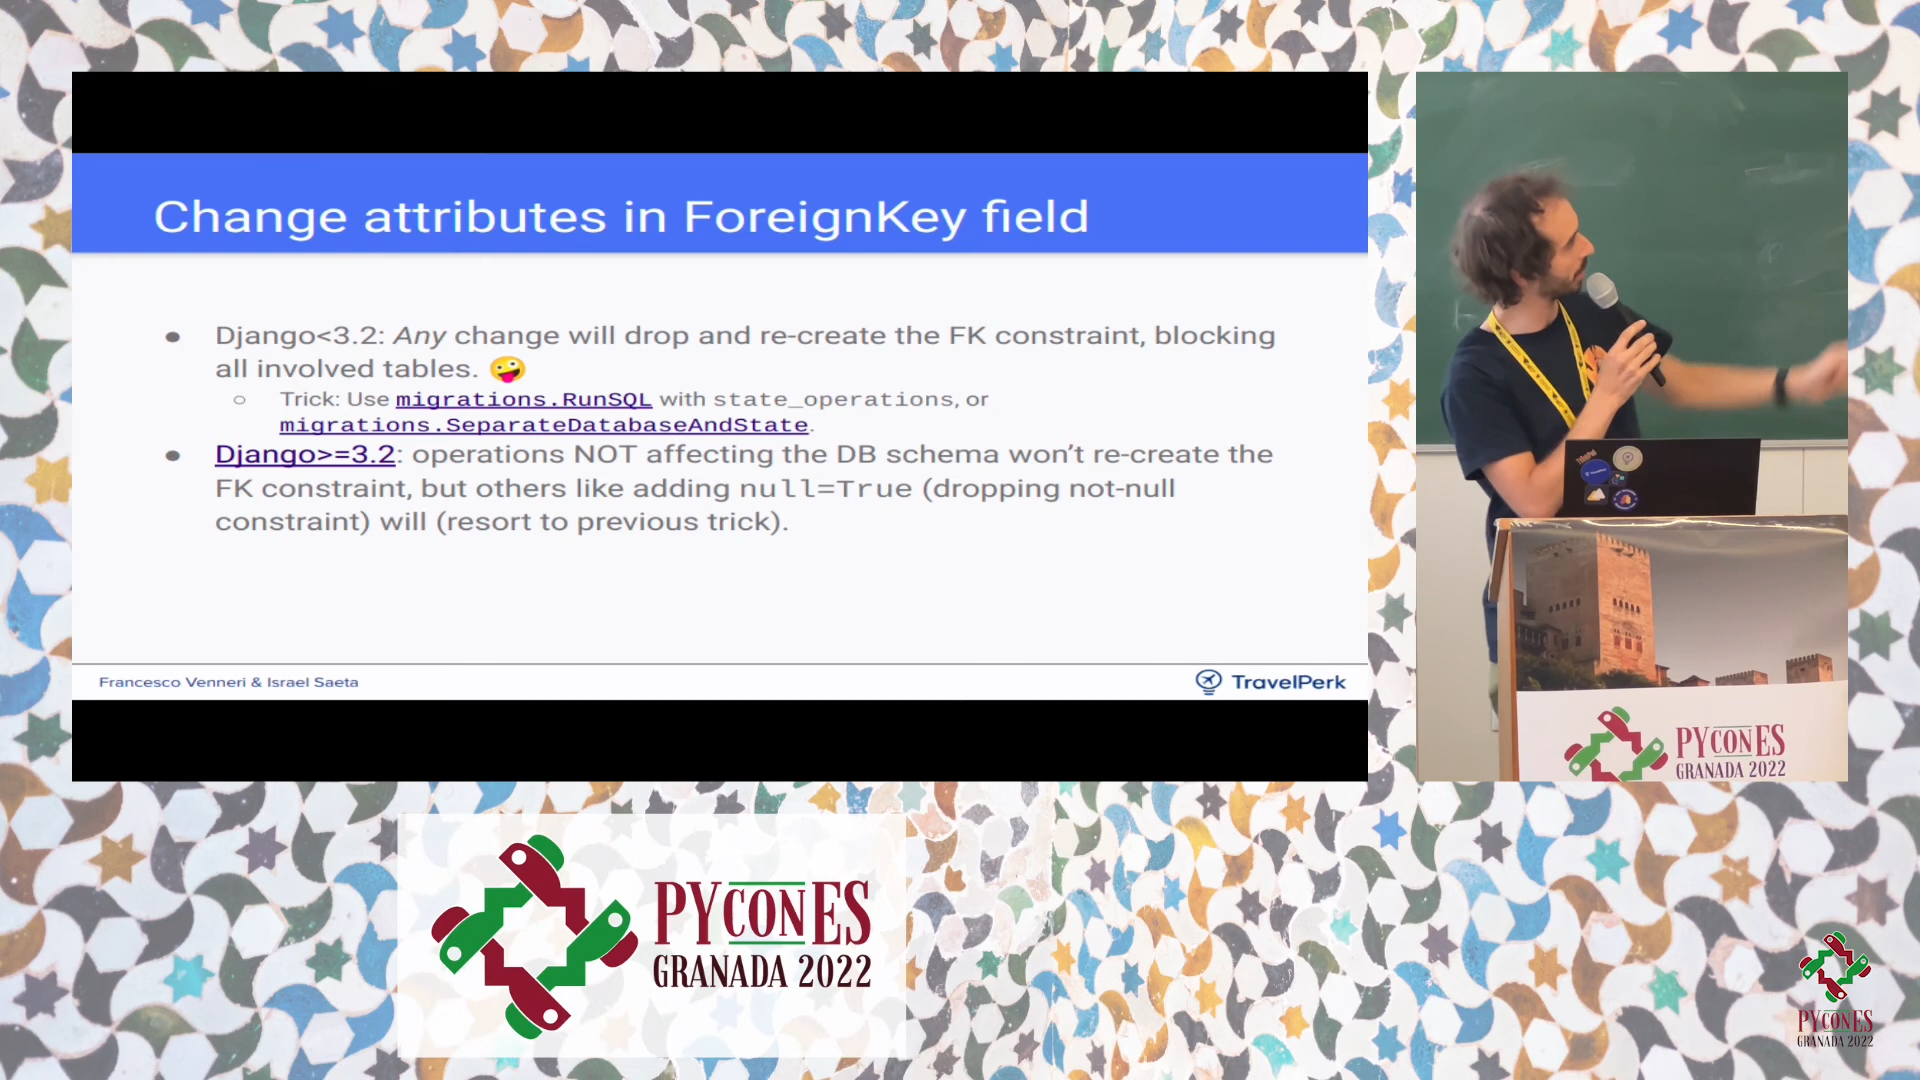 Change attributes in ForeignKey field
● Django<3.2: Any change will drop and re-create the FK constraint, blocking
all involved tables. 🤪
○ Trick: Use migrations.RunSQL with state_operations, or
migrations.SeparateDatabaseAndState.
● Django>=3.2: operations NOT affecting the DB schema won’t re-create the
FK constraint, but others like adding null=True (dropping not-null
constraint) will (resort to previous trick).
Francesco Venneri & Israel Saeta
TravelPerk
PYCONES
GRANADA 2022
PYCONES
GRANADA 2022
PYCONES
GRANADA 2022